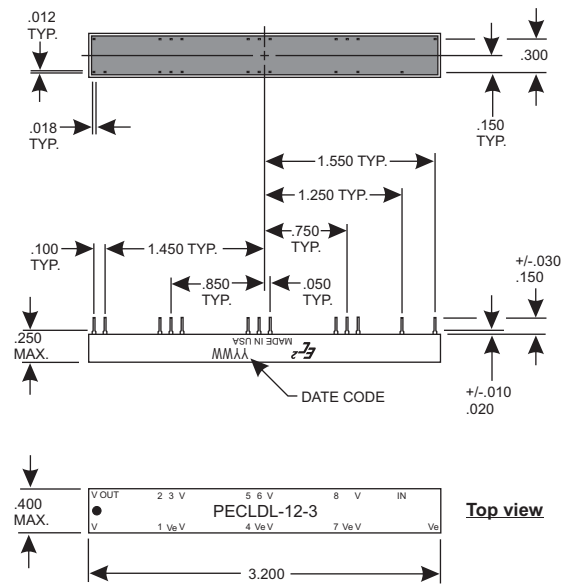 .012
TYP.
.300
.018
TYP.
.150
TYP.
1.550 TYP.
1.250 TYP.
.750
TYP.
.100
TYP.
1.450 TYP.
.850
TYP.
.050
TYP.
+/-.030
.150
.250
MAX.
MADE IN USA
YYWW
EL2
DATE CODE
+/-.010
.020
V OUT 2 3 V 5 6 V 8 V IN
.400
MAX.
PECLDL-12-3
V 1 Ve V 4 Ve V 7 Ve V Ve
Top view
3.200